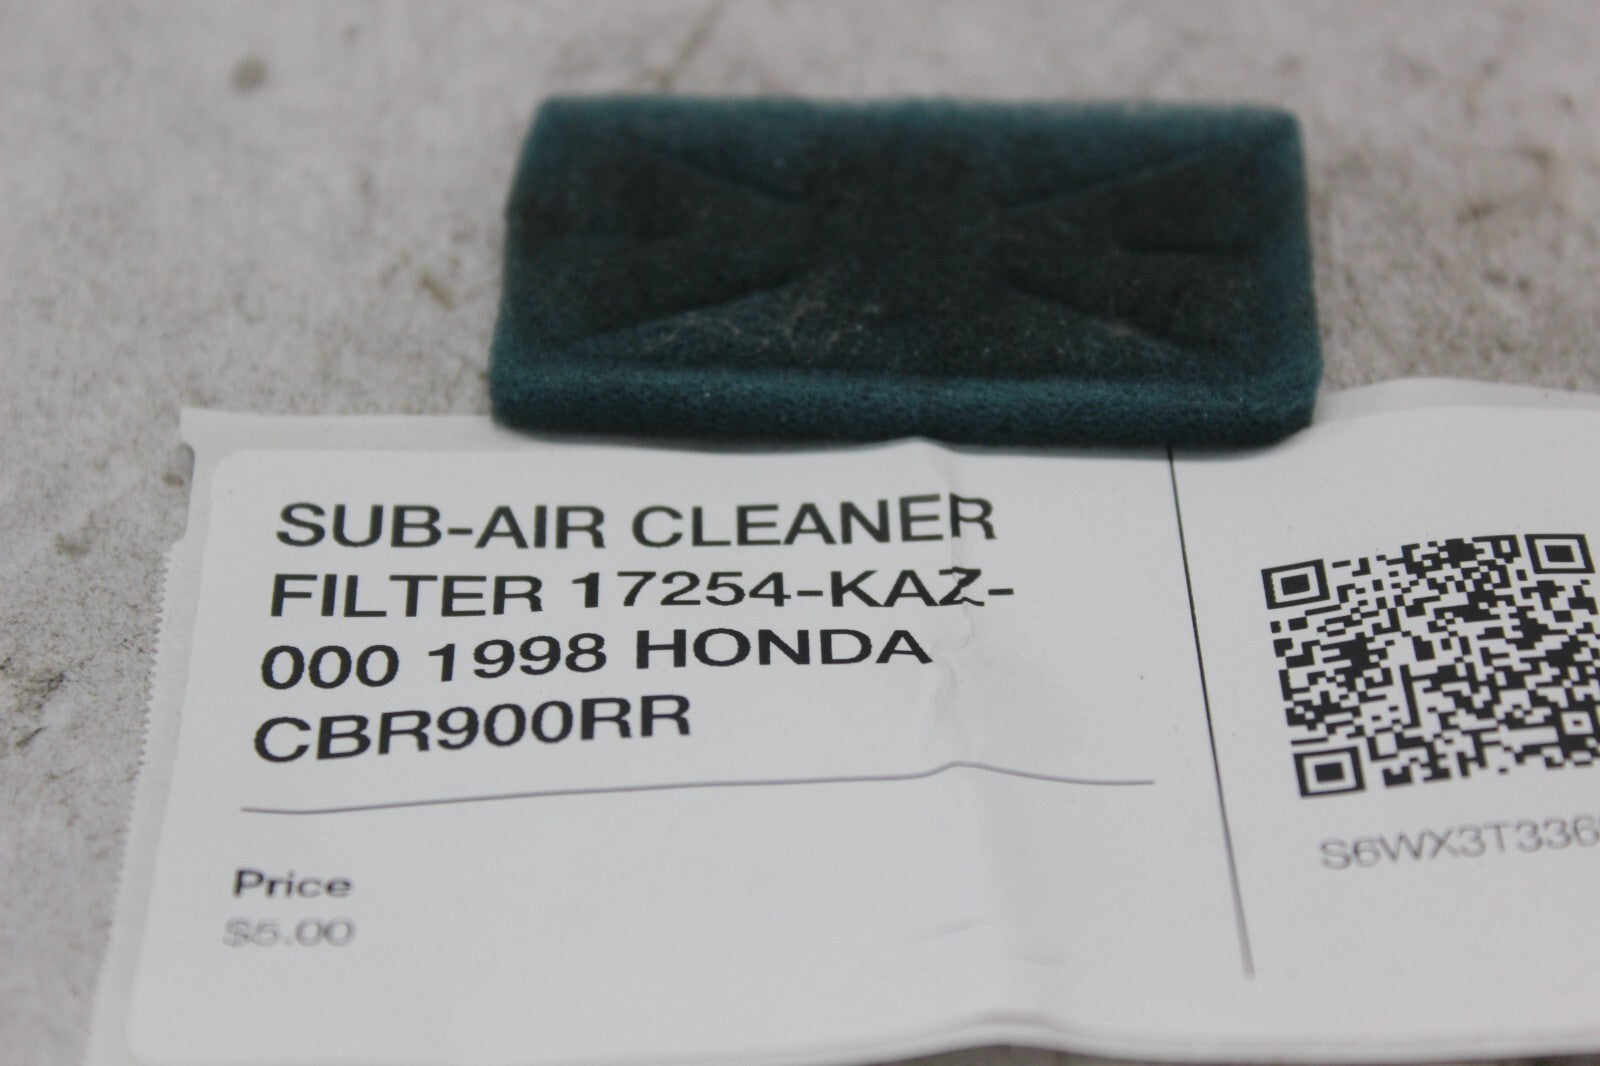 SUB-AIR CLEANER
FILTER 17254-KAZ-
000 1998 HONDA
CBR900RR
Price
$5.00